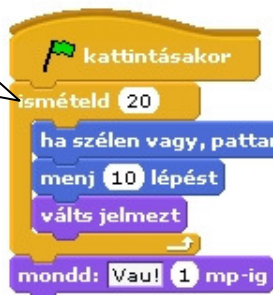 kattintásakor
ismételd 20
ha szélen vagy, pattan
menj 10 lépést
válts jelmezt
mondd: Vau! 1 mp-ig